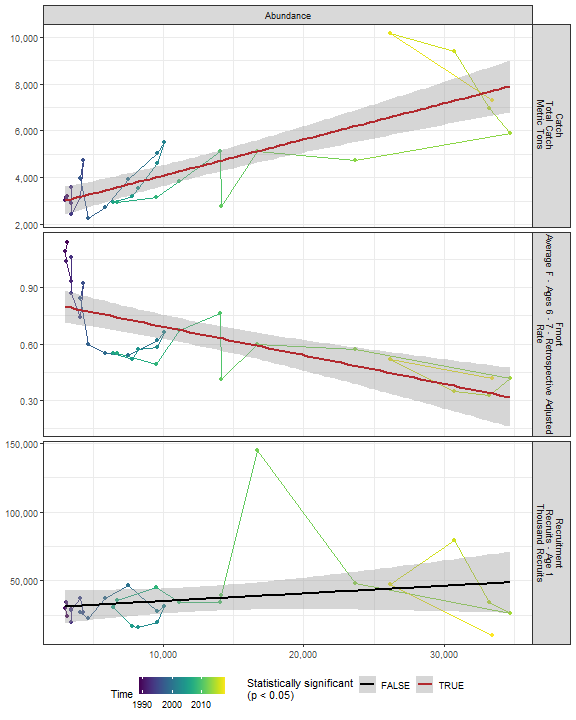 Abundance
10,000
8,000
6,000
4,000
2,000
Catch
Total Catch
Metric Tons
0.90
0.60
0.30
Fmort
Average F - Ages 6 - 7 - Retrospective Adjusted
Rate
150,000
100,000
50,000
Recruitment
Recruits - Age 1
Thousand Recruits
10,000 20,000 30,000
Time
1990 2000 2010
Statistically significant
(p < 0.05)
FALSE TRUE